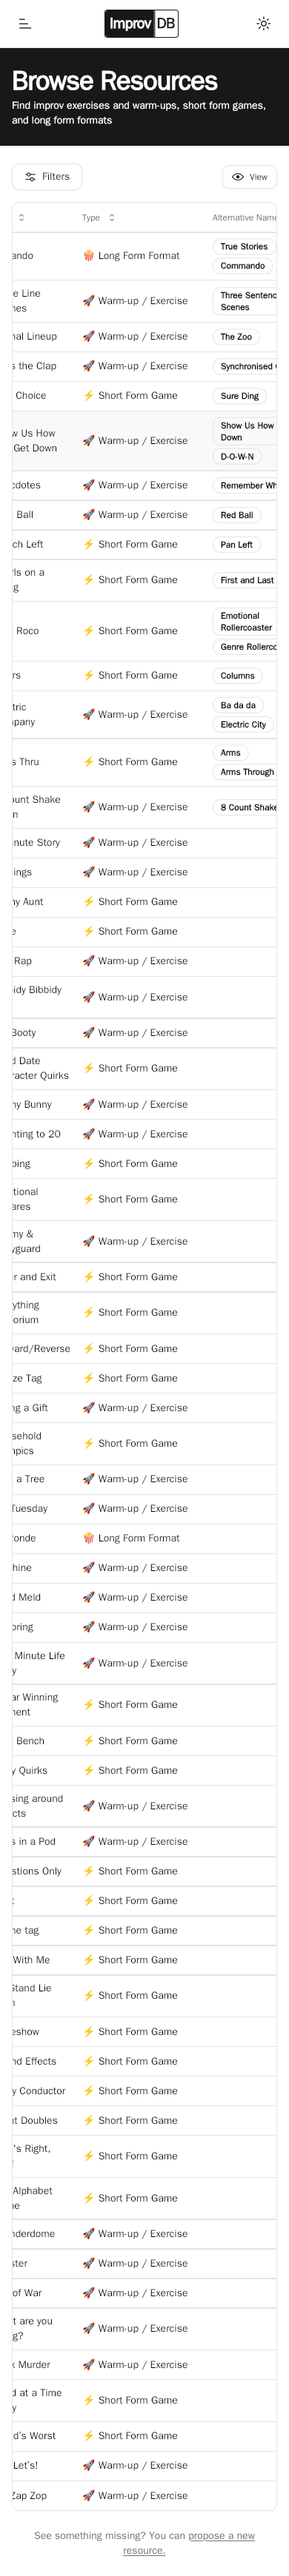 Improv DB
Browse Resources
Find improv exercises and warm-ups, short form games,
and long form formats
Filters
View
Type
Alternative Name
ando
🍿 Long Form Format
True Stories
Commando
e Line
nes
🚀 Warm-up / Exercise
Three Sentenc
Scenes
nal Lineup
🚀 Warm-up / Exercise
The Zoo
s the Clap
🚀 Warm-up / Exercise
Synchronised
Choice
⚡ Short Form Game
Sure Ding
w Us How
Get Down
🚀 Warm-up / Exercise
Show Us How
Down
D-O-W-N
cdotes
🚀 Warm-up / Exercise
Remember Wh
Ball
🚀 Warm-up / Exercise
Red Ball
ch Left
⚡ Short Form Game
Pan Left
rls on a
g
⚡ Short Form Game
First and Last
Roco
⚡ Short Form Game
Emotional
Rollercoaster
Genre Rollerco
rs
⚡ Short Form Game
Columns
tric
npany
🚀 Warm-up / Exercise
Ba da da
Electric City
s Thru
⚡ Short Form Game
Arms
Arms Through
ount Shake
n
🚀 Warm-up / Exercise
8 Count Shake
inute Story
🚀 Warm-up / Exercise
ings
🚀 Warm-up / Exercise
ny Aunt
⚡ Short Form Game
e
⚡ Short Form Game
Rap
🚀 Warm-up / Exercise
idy Bibbidy
🚀 Warm-up / Exercise
Booty
🚀 Warm-up / Exercise
d Date
racter Quirks
⚡ Short Form Game
ny Bunny
🚀 Warm-up / Exercise
nting to 20
🚀 Warm-up / Exercise
bing
⚡ Short Form Game
tional
ares
⚡ Short Form Game
my &
yguard
🚀 Warm-up / Exercise
r and Exit
⚡ Short Form Game
ything
orium
⚡ Short Form Game
vard/Reverse
⚡ Short Form Game
ze Tag
⚡ Short Form Game
ng a Gift
🚀 Warm-up / Exercise
sehold
mpics
⚡ Short Form Game
a Tree
🚀 Warm-up / Exercise
Tuesday
🚀 Warm-up / Exercise
onde
🍿 Long Form Format
hine
🚀 Warm-up / Exercise
d Meld
🚀 Warm-up / Exercise
oring
🚀 Warm-up / Exercise
Minute Life
y
🚀 Warm-up / Exercise
ar Winning
ment
⚡ Short Form Game
Bench
⚡ Short Form Game
y Quirks
⚡ Short Form Game
sing around
cts
🚀 Warm-up / Exercise
s in a Pod
🚀 Warm-up / Exercise
stions Only
⚡ Short Form Game
⚡ Short Form Game
ne tag
⚡ Short Form Game
With Me
⚡ Short Form Game
Stand Lie
n
⚡ Short Form Game
eshow
⚡ Short Form Game
nd Effects
⚡ Short Form Game
y Conductor
⚡ Short Form Game
nt Doubles
⚡ Short Form Game
t's Right,
⚡ Short Form Game
Alphabet
ne
⚡ Short Form Game
nderdome
🚀 Warm-up / Exercise
ster
🚀 Warm-up / Exercise
of War
🚀 Warm-up / Exercise
t are you
g?
🚀 Warm-up / Exercise
k Murder
🚀 Warm-up / Exercise
d at a Time
y
⚡ Short Form Game
d's Worst
⚡ Short Form Game
Let's!
🚀 Warm-up / Exercise
Zap Zop
🚀 Warm-up / Exercise
See something missing? You can propose a new
resource.